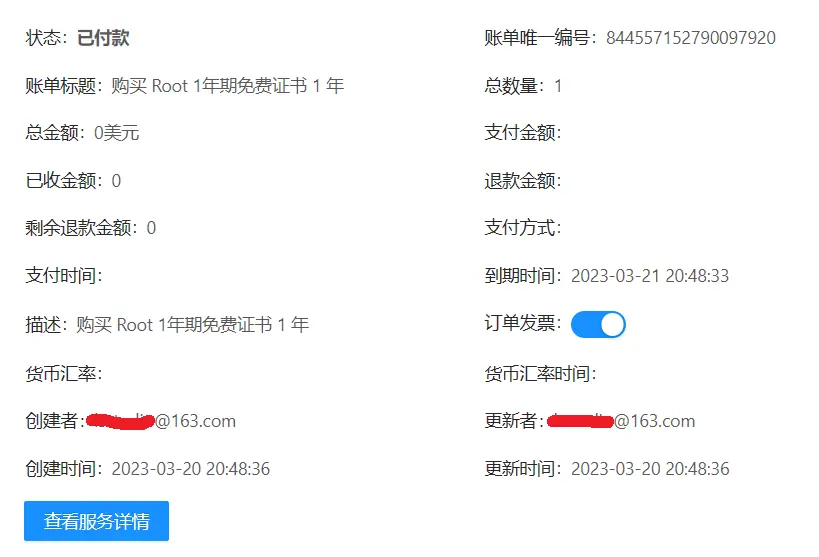 状态：已付款 账单唯一编号：844557152790097920
账单标题：购买 Root 1年期免费证书 1 年 总数量：1
总金额：0美元 支付金额：
已收金额：0 退款金额：
剩余退款金额：0 支付方式：
支付时间： 到期时间：2023-03-21 20:48:33
描述：购买 Root 1年期免费证书 1 年 订单发票：
货币汇率： 货币汇率时间：
创建者：@163.com 更新者：@163.com
创建时间：2023-03-20 20:48:36 更新时间：2023-03-20 20:48:36
查看服务详情